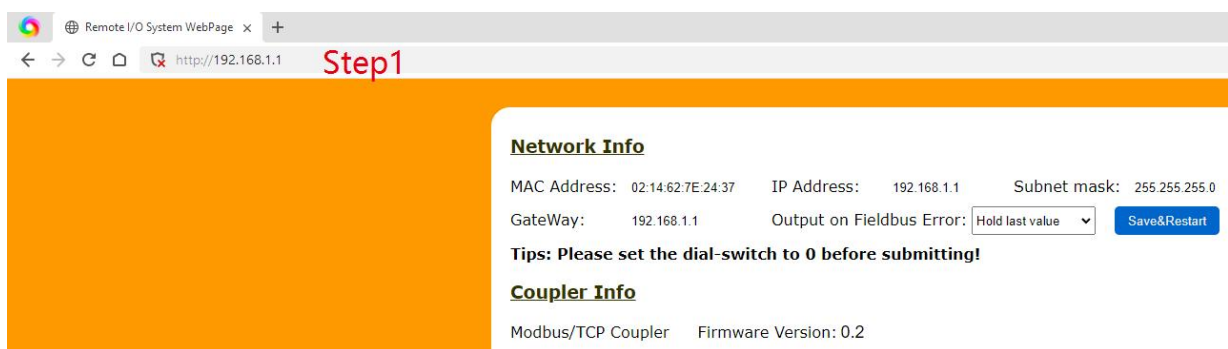 Remote I/O System WebPage
http://192.168.1.1 Step1
Network Info
MAC Address: 02:14:62:7E:24:37 IP Address: 192.168.1.1 Subnet mask: 255.255.255.0
GateWay: 192.168.1.1 Output on Fieldbus Error: Hold last value Save&Restart
Tips: Please set the dial-switch to 0 before submitting!
Coupler Info
Modbus/TCP Coupler Firmware Version: 0.2